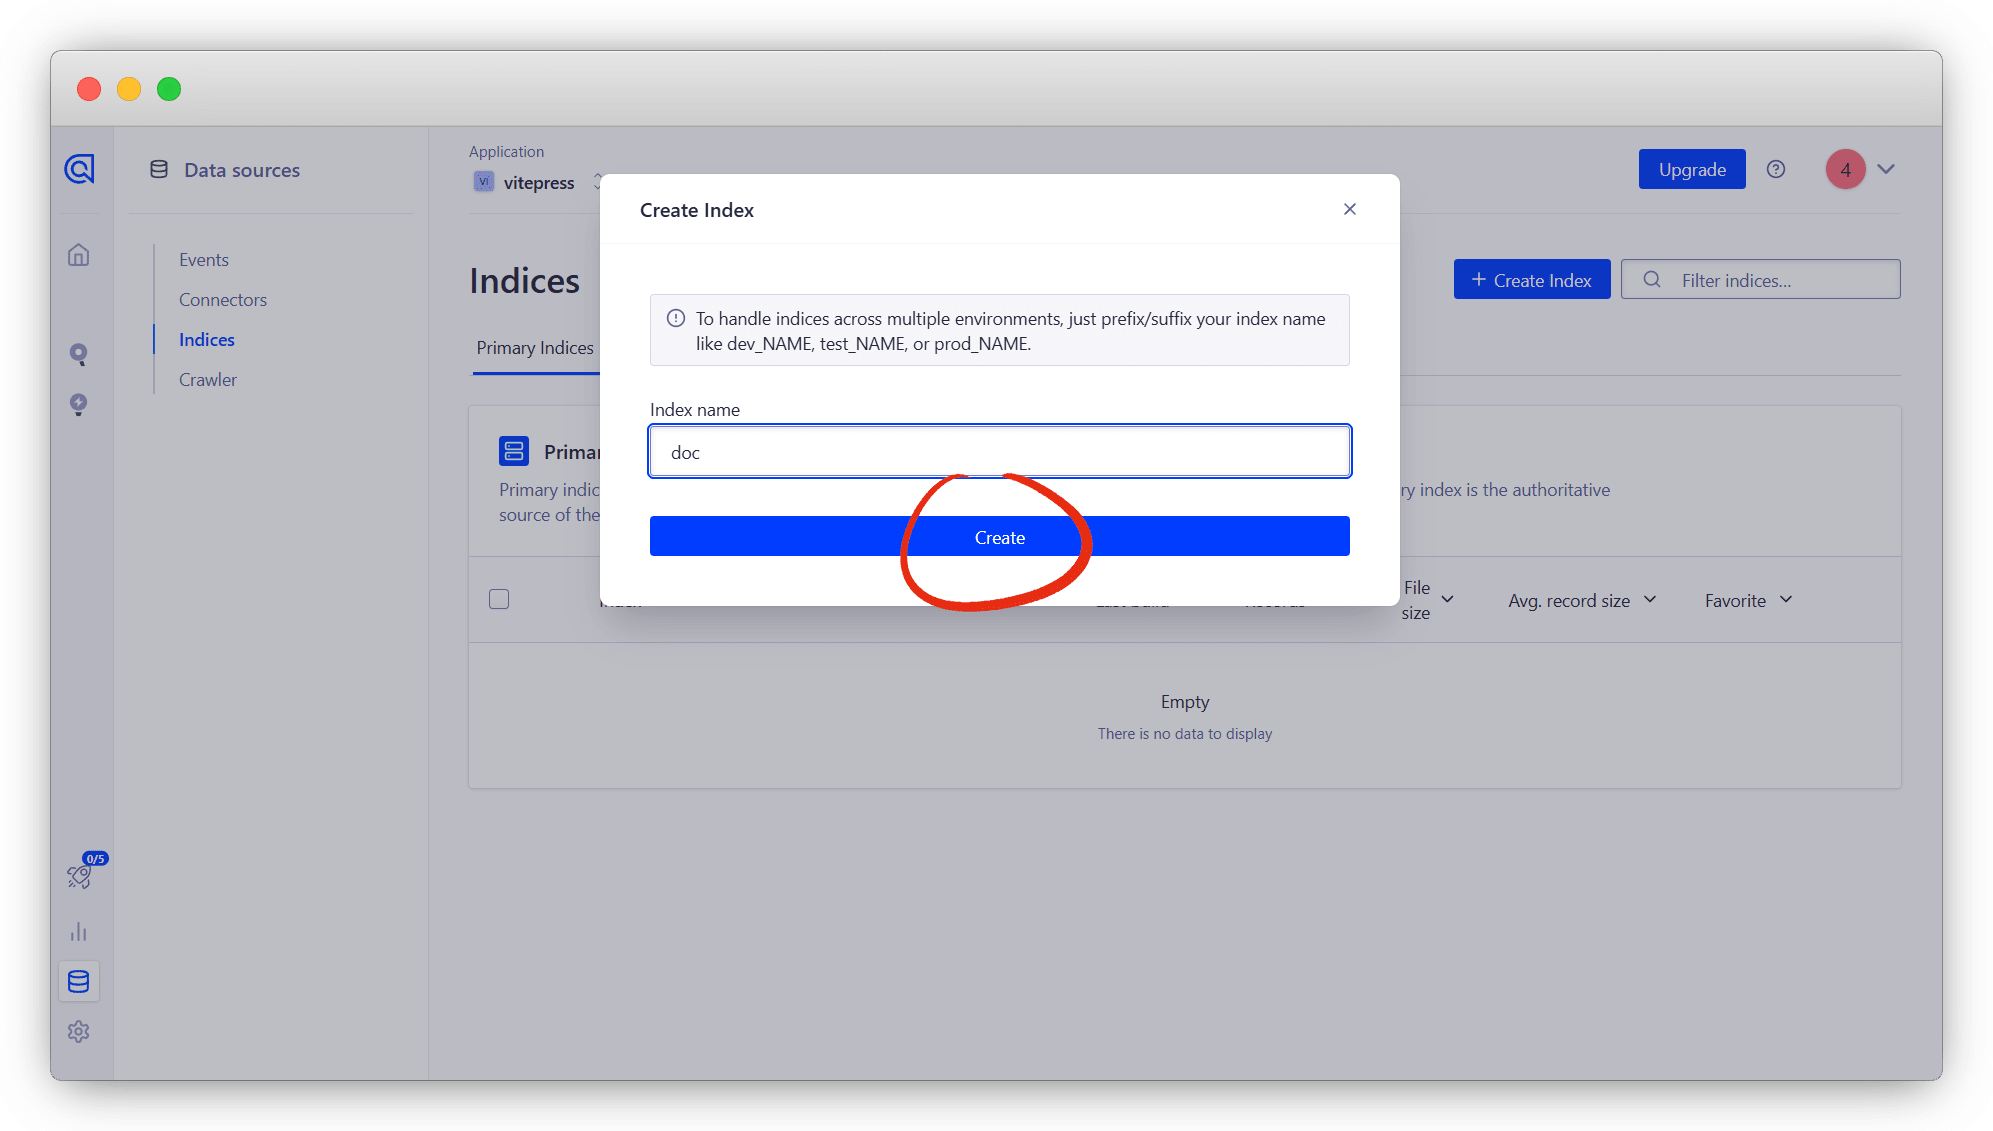 Data sources
Events
Connectors
Indices
Crawler
0/5
Application
VI vitepress
Upgrade
4
Indices
Create Index
Filter indices...
Primary Indices
Create Index
To handle indices across multiple environments, just prefix/suffix your index name
like dev_NAME, test_NAME, or prod_NAME.
Index name
doc
Create
Primary indic
ry index is the authoritative
source of the
File
size
Avg. record size
Favorite
Empty
There is no data to display